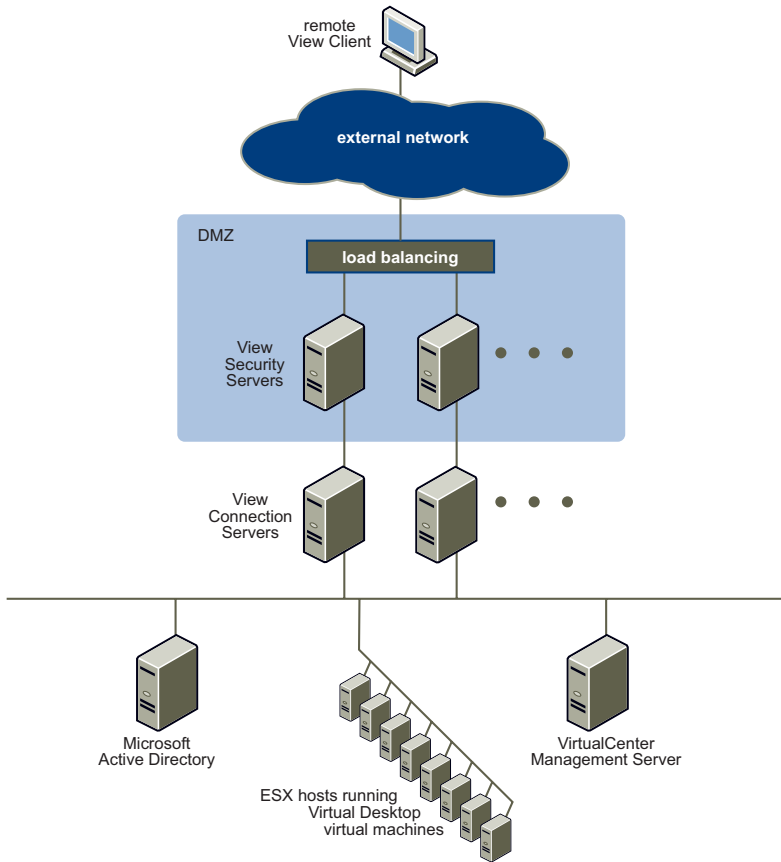 remote
View Client
external network
DMZ
load balancing
View
Security
Servers
View
Connection
Servers
Microsoft
Active Directory
VirtualCenter
Management Server
ESX hosts running
Virtual Desktop
virtual machines